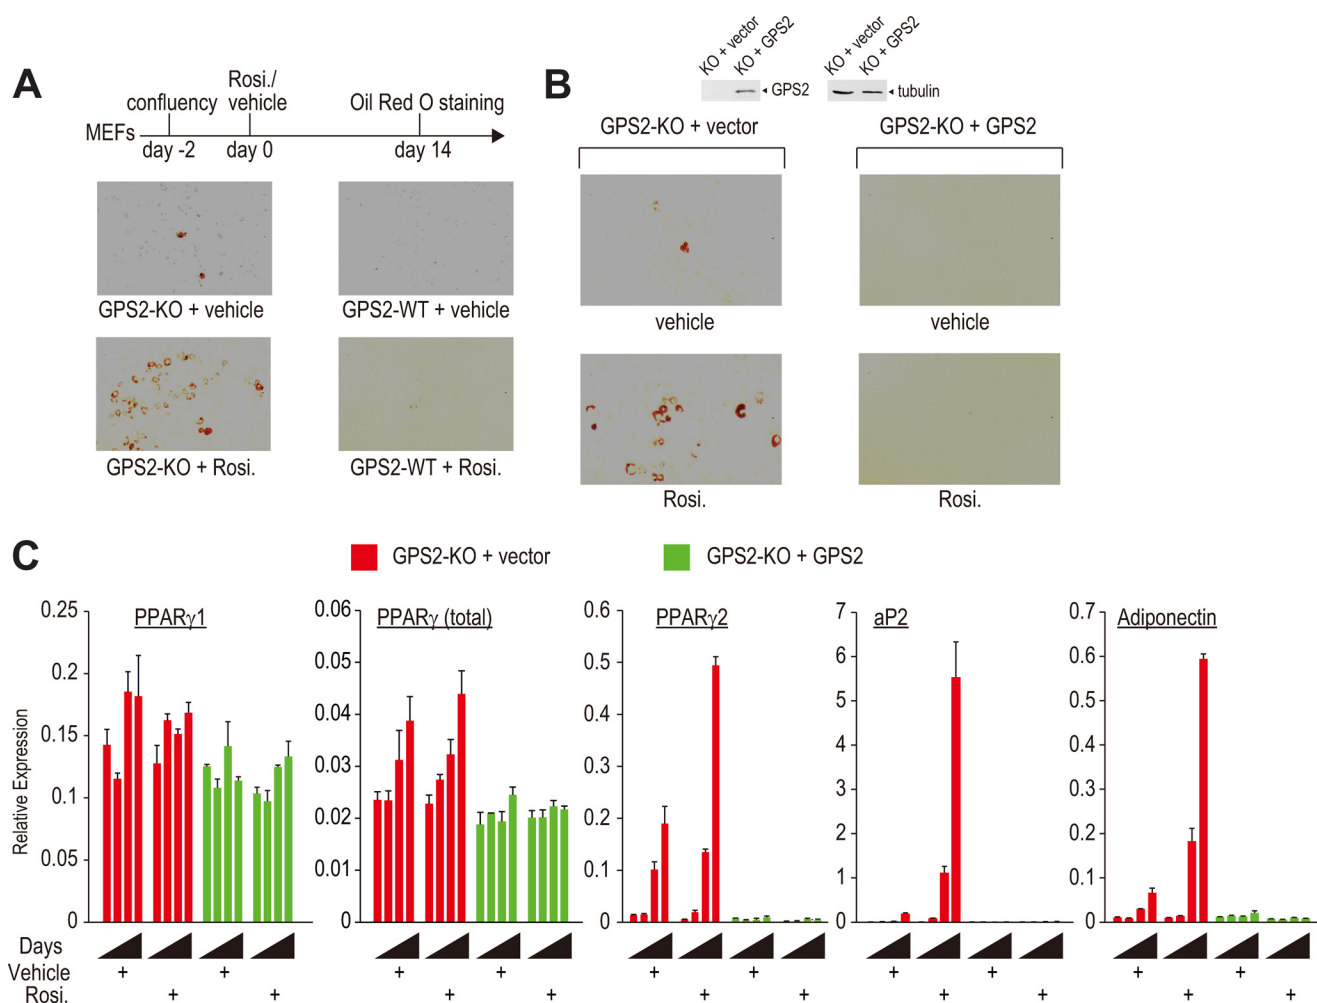 A
MEFs
confluency
Rosi./
vehicle
Oil Red O staining
day -2
day 0
day 14
GPS2-KO + vehicle
GPS2-WT + vehicle
GPS2-KO + Rosi.
GPS2-WT + Rosi.
B
KO + vector
KO + GPS2
GPS2
KO + vector
KO + GPS2
tubulin
GPS2-KO + vector
GPS2-KO + GPS2
vehicle
vehicle
Rosi.
Rosi.
C
GPS2-KO + vector
GPS2-KO + GPS2
Relative Expression
PPARγ1
0.25
0.2
0.15
0.1
0.05
0
PPARγ (total)
0.06
0.05
0.04
0.03
0.02
0.01
0
PPARγ2
0.6
0.5
0.4
0.3
0.2
0.1
0
aP2
7
6
5
4
3
2
1
0
Adiponectin
0.7
0.6
0.5
0.4
0.3
0.2
0.1
0
Days
Vehicle + + + + + + + + + +
Rosi. + + + + + + + + + +